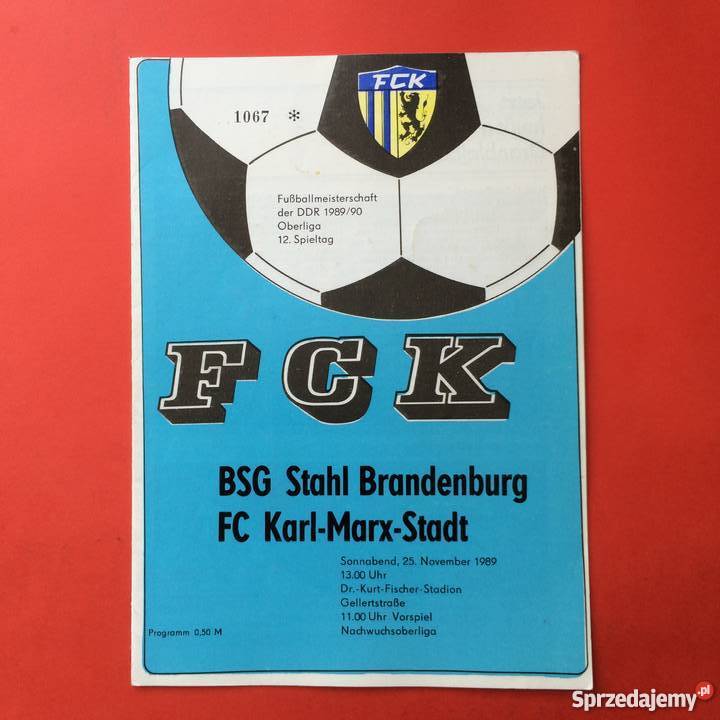 FCK
1067 *
Fußballmeisterschaft
der DDR 1989/90
Oberliga
12. Spieltag
FCK
BSG Stahl Brandenburg
FC Karl-Marx-Stadt
Sonnabend, 25. November 1989
13.00 Uhr
Dr.-Kurt-Fischer-Stadion
Gellertstraße
11.00 Uhr Vorspiel
Programm 0,50 M
Nachwuchsoberliga
Sprzedajemy.pl